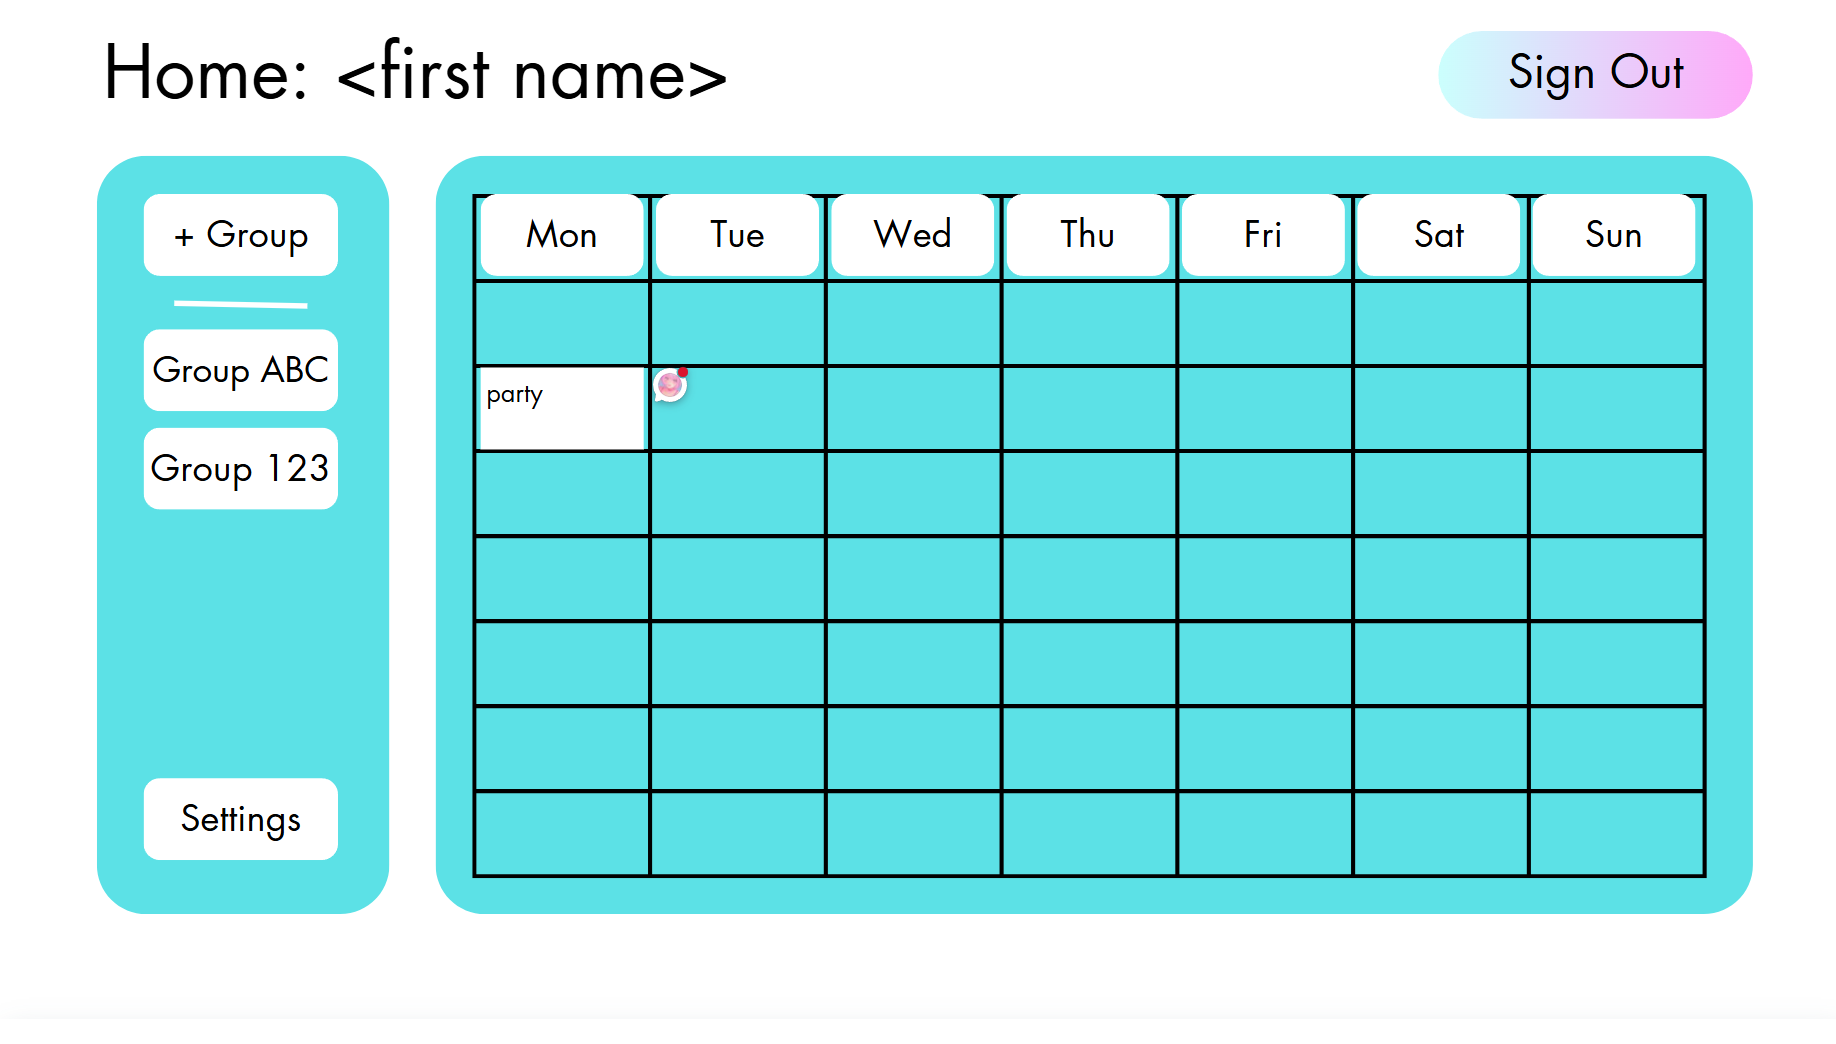 Home: <first name>
Sign Out
+ Group
Group ABC
Group 123
Settings
Mon Tue Wed Thu Fri Sat Sun
party